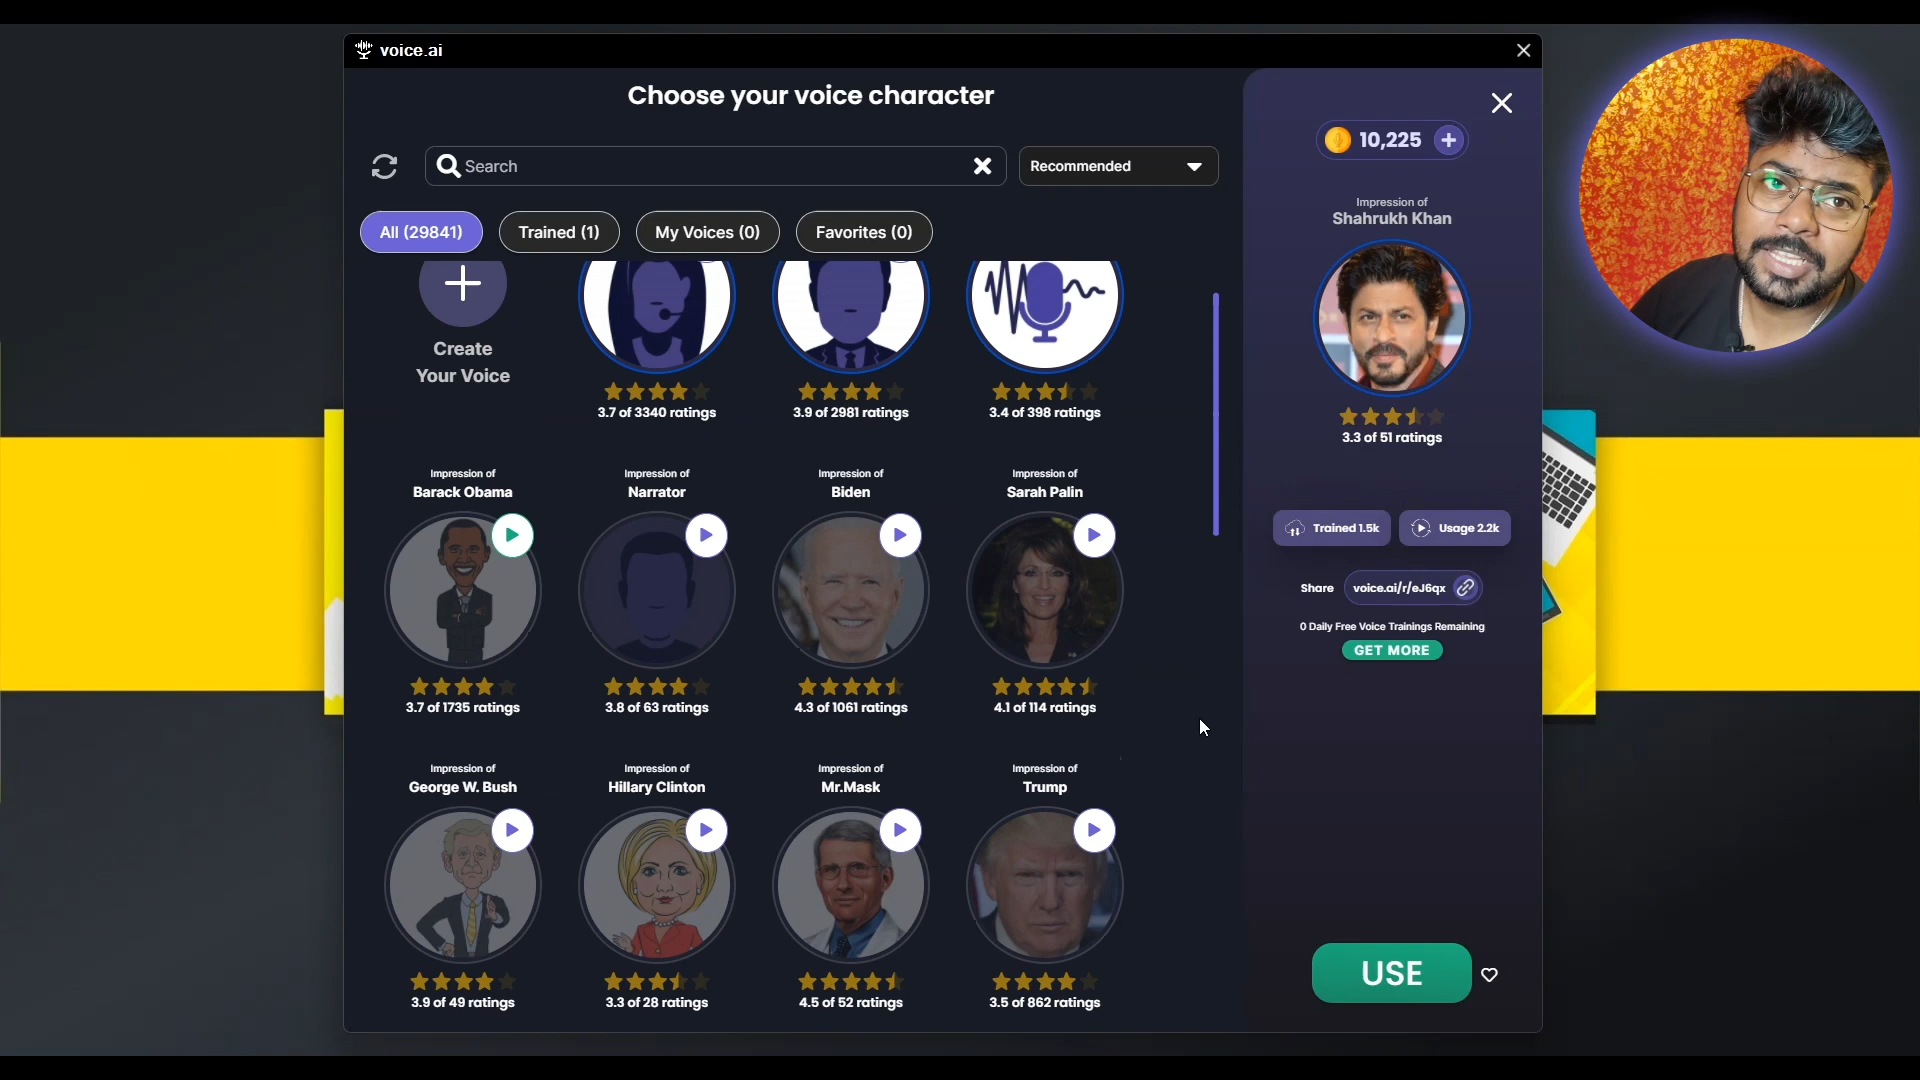 voice.ai
Choose your voice character
Search
Recommended
All (29841)
Trained (1)
My Voices (0)
Favorites (0)
Create
Your Voice
3.7 of 3340 ratings
3.9 of 2981 ratings
3.4 of 398 ratings
Impression of
Barack Obama
Impression of
Narrator
Impression of
Biden
Impression of
Sarah Palin
3.7 of 1735 ratings
3.8 of 63 ratings
4.3 of 1061 ratings
4.1 of 114 ratings
Impression of
George W. Bush
Impression of
Hillary Clinton
Impression of
Mr.Mask
Impression of
Trump
3.9 of 49 ratings
3.3 of 28 ratings
4.5 of 52 ratings
3.5 of 862 ratings
10,225
Impression of
Shahrukh Khan
3.3 of 51 ratings
Trained 1.5k
Usage 2.2k
Share
voice.ai/r/eJ6qx
0 Daily Free Voice Trainings Remaining
GET MORE
USE